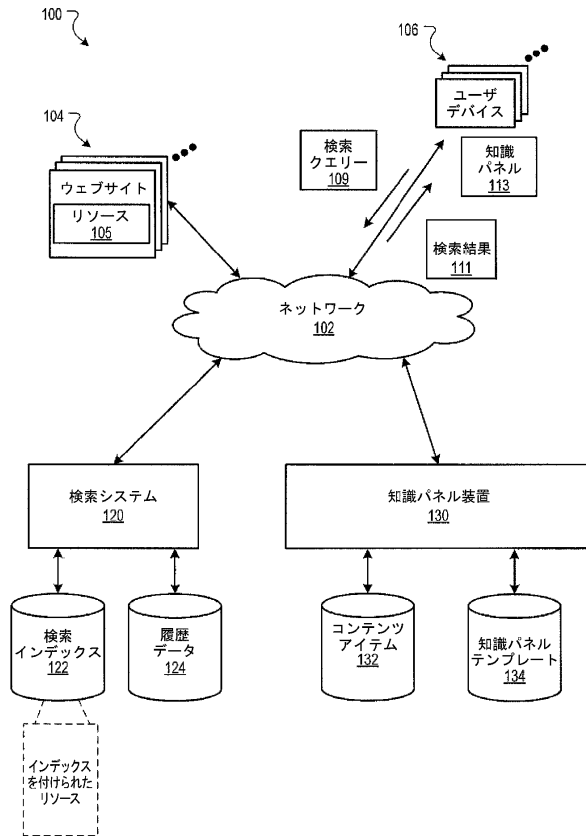 100
106
ユーザ
デバイス
104
検索
クエリー
109
知識
パネル
113
ウェブサイト
リソース
105
検索結果
111
ネットワーク
102
検索システム
120
知識パネル装置
130
検索
インデックス
122
履歴
データ
124
コンテンツ
アイテム
132
知識パネル
テンプレート
134
インデックス
を付けられた
リソース